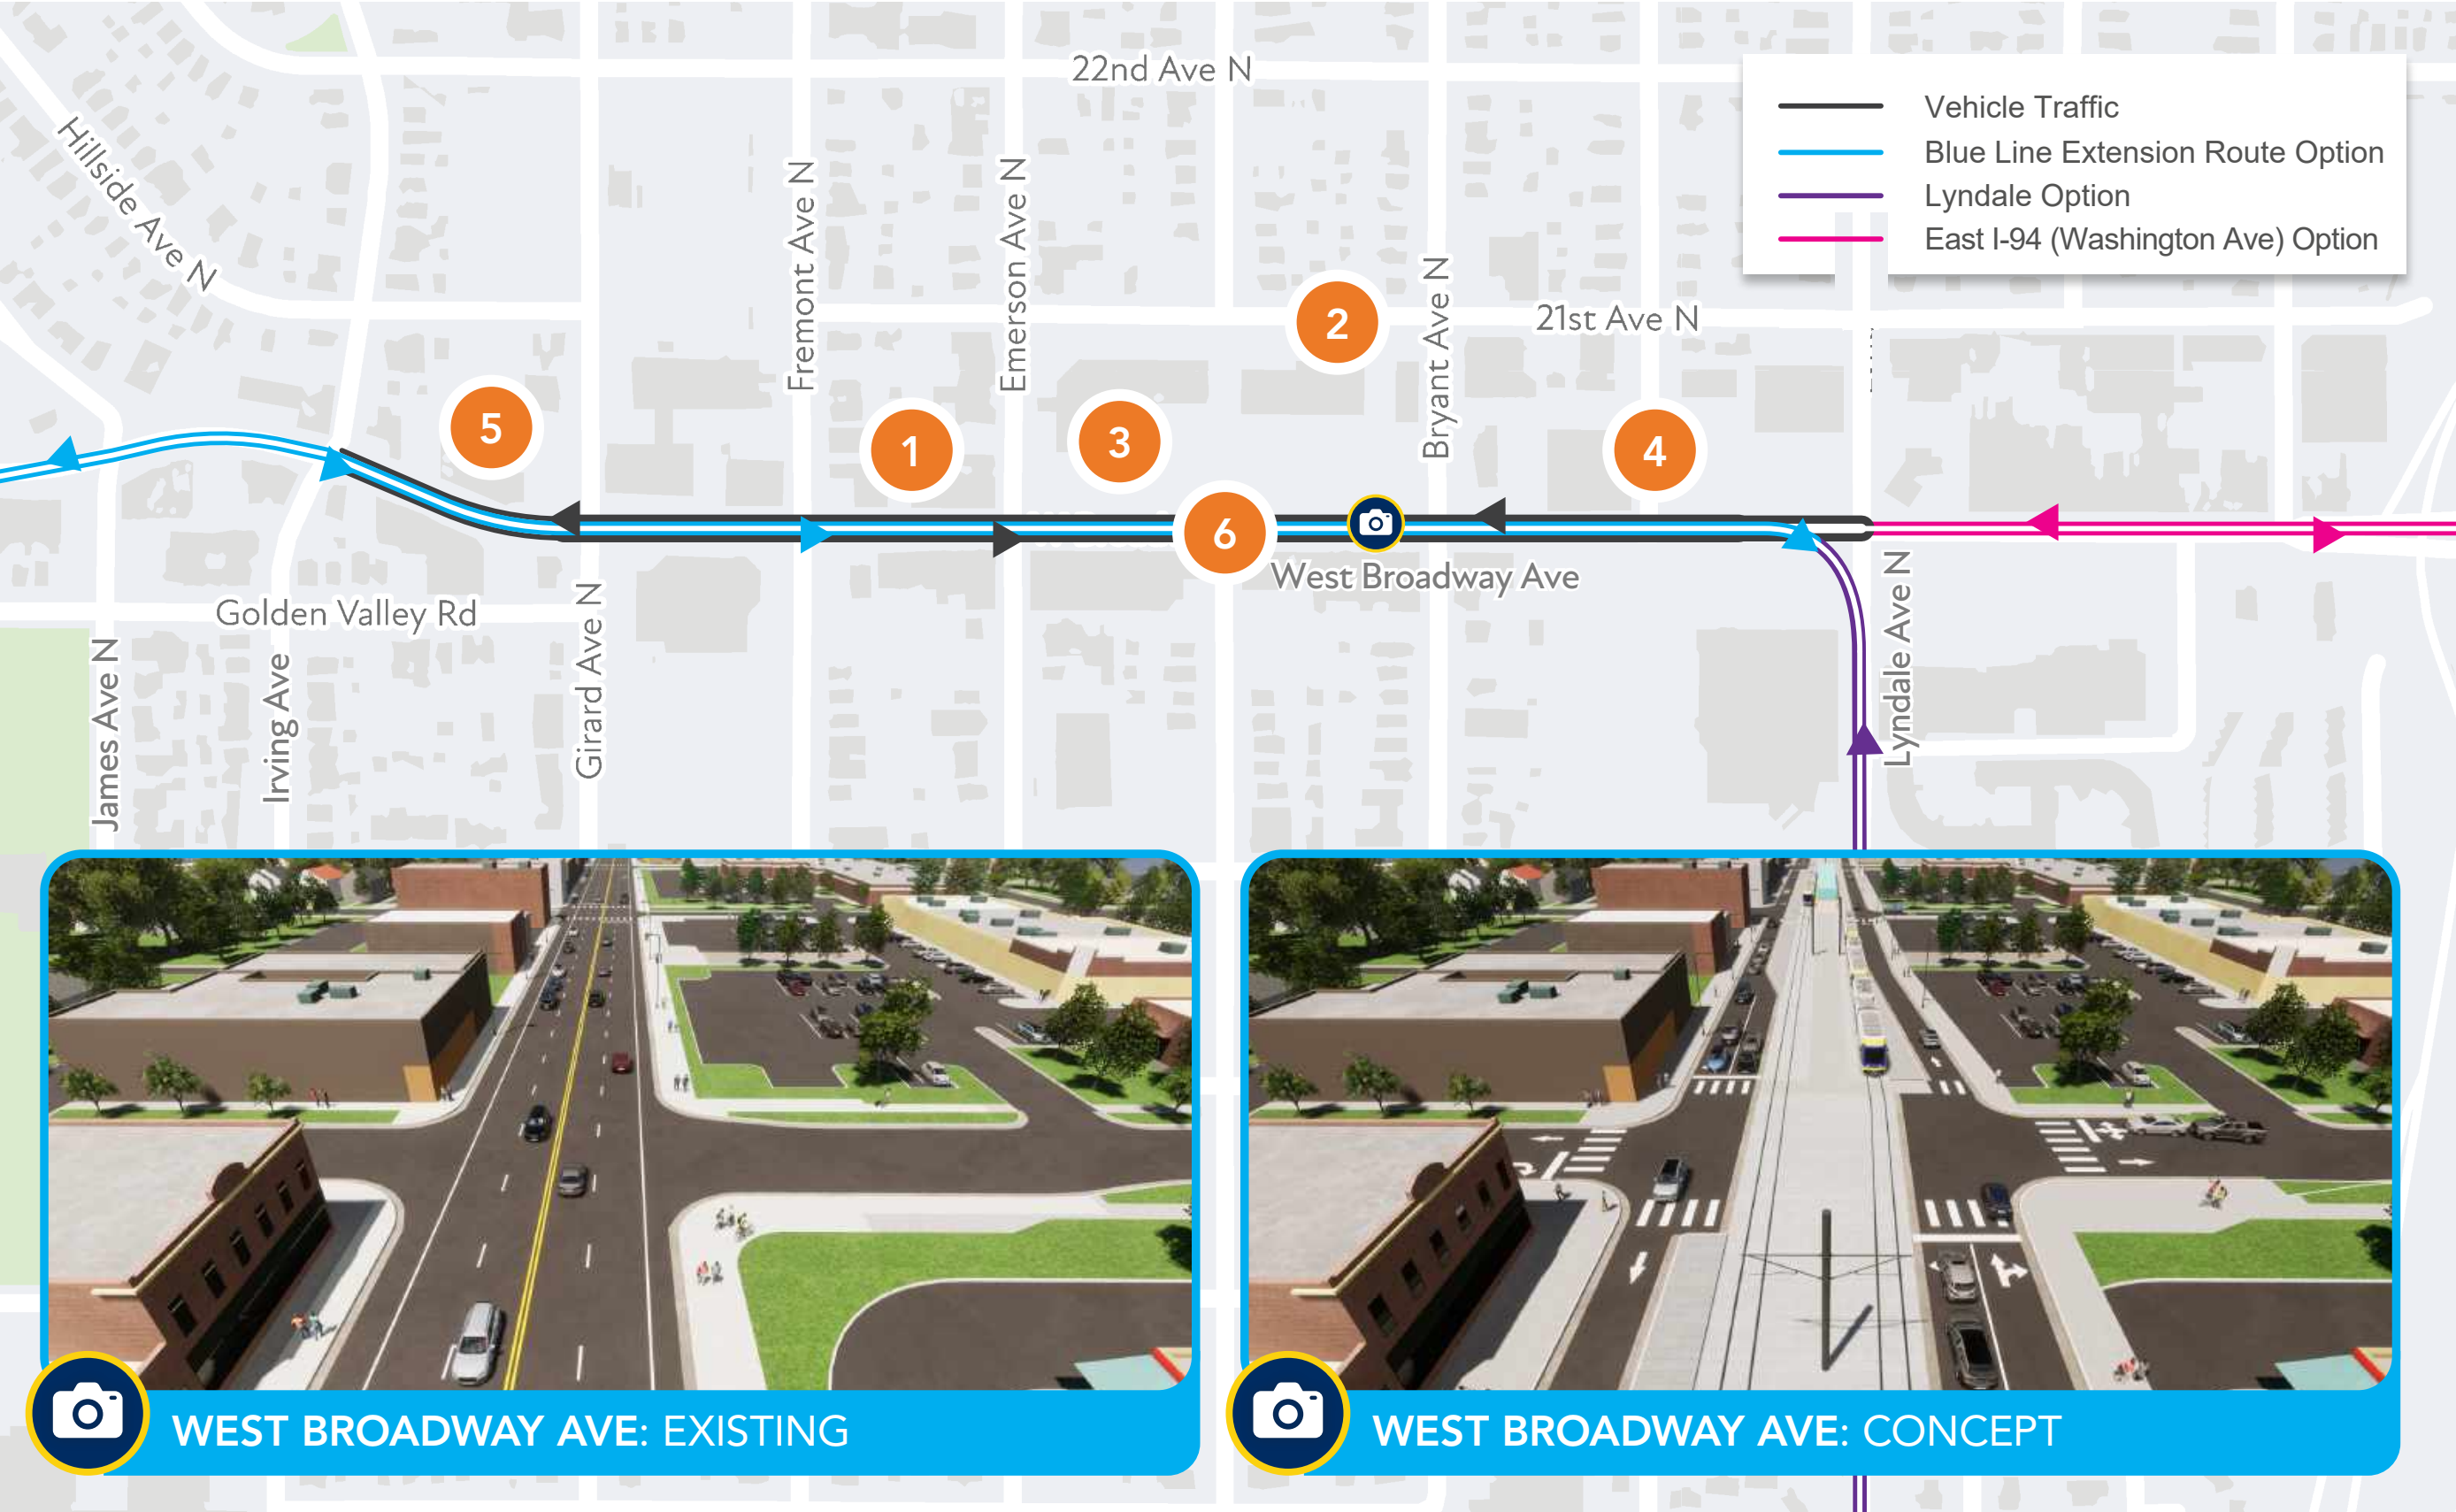 22nd Ave N
Vehicle Traffic
Blue Line Extension Route Option
Lyndale Option
East I-94 (Washington Ave) Option
Hillside Ave N
Fremont Ave N
Emerson Ave N
Bryant Ave N
21st Ave N
2
5
1
3
4
6
West Broadway Ave
Golden Valley Rd
James Ave N
Irving Ave
Girard Ave N
Lyndale Ave N
WEST BROADWAY AVE: EXISTING
WEST BROADWAY AVE: CONCEPT